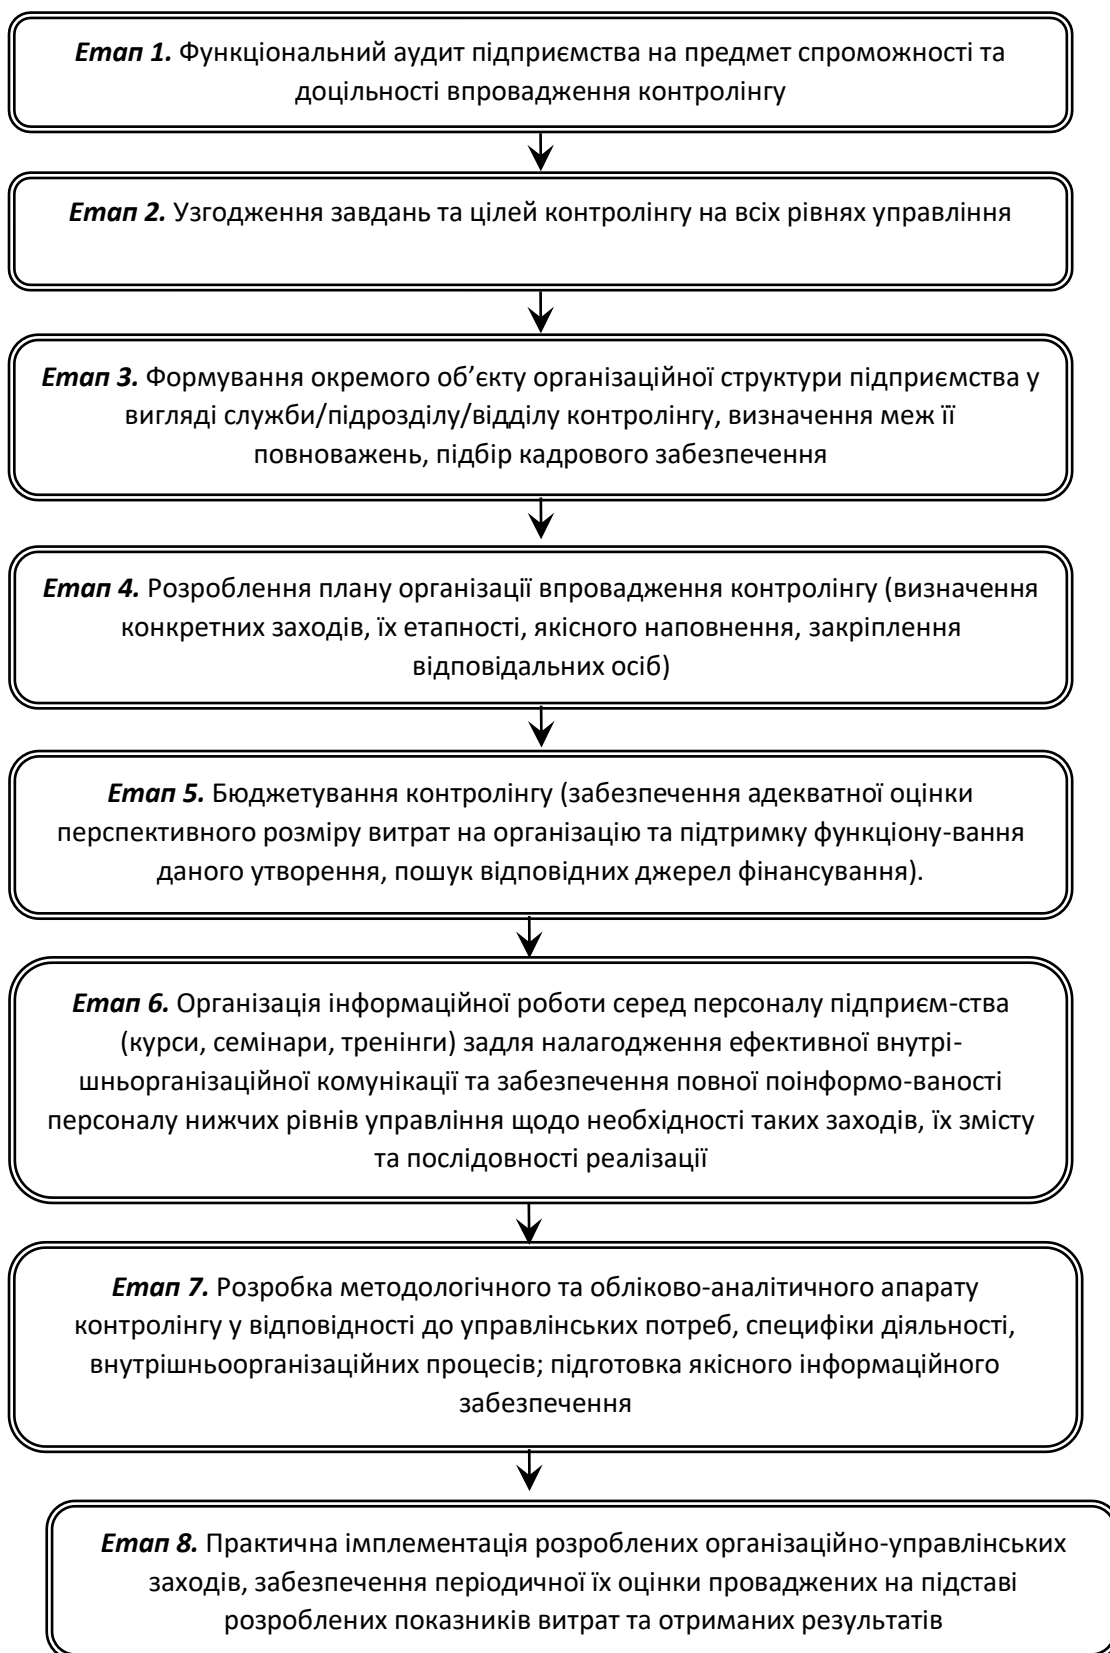 Етап 1. Функціональний аудит підприємства на предмет спроможності та
доцільності впровадження контролінгу
Етап 2. Узгодження завдань та цілей контролінгу на всіх рівнях управління
Етап 3. Формування окремого об’єкту організаційної структури підприємства у
вигляді служби/підрозділу/відділу контролінгу, визначення меж її
повноважень, підбір кадрового забезпечення
Етап 4. Розроблення плану організації впровадження контролінгу (визначення
конкретних заходів, їх етапності, якісного наповнення, закріплення
відповідальних осіб)
Етап 5. Бюджетування контролінгу (забезпечення адекватної оцінки
перспективного розміру витрат на організацію та підтримку функціону-вання
даного утворення, пошук відповідних джерел фінансування).
Етап 6. Організація інформаційної роботи серед персоналу підприєм-ства
(курси, семінари, тренінги) задля налагодження ефективної внутрі-
шньорганізаційної комунікації та забезпечення повної поінформо-ваності
персоналу нижчих рівнів управління щодо необхідності таких заходів, їх змісту
та послідовності реалізації
Етап 7. Розробка методологічного та обліково-аналітичного апарату
контролінгу у відповідності до управлінських потреб, специфіки діяльності,
внутрішньоорганізаційних процесів; підготовка якісного інформаційного
забезпечення
Етап 8. Практична імплементація розроблених організаційно-управлінських
заходів, забезпечення періодичної їх оцінки проваджених на підставі
розроблених показників витрат та отриманих результатів